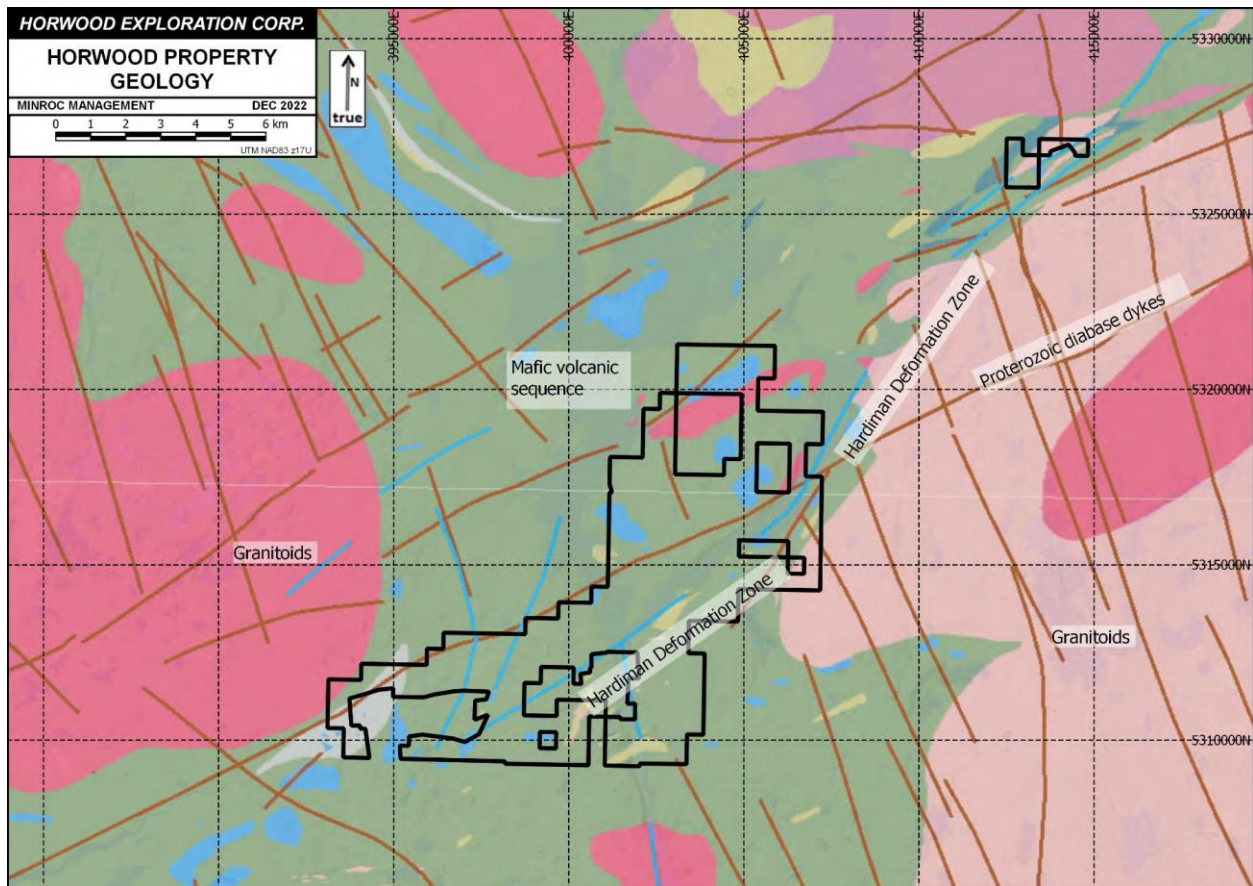 HORWOOD EXPLORATION CORP.
HORWOOD PROPERTY
GEOLOGY
MINROC MANAGEMENT DEC 2022
0 1 2 3 4 5 6 km
UTM NAD83 z17U
N
true
395000E
400000E
405000E
410000E
415000E
5330000N
5325000N
Hardiman Deformation Zone
Proterozoic diabase dykes
Mafic volcanic
sequence
5320000N
Granitoids
5315000N
Hardiman Deformation Zone
Granitoids
5310000N